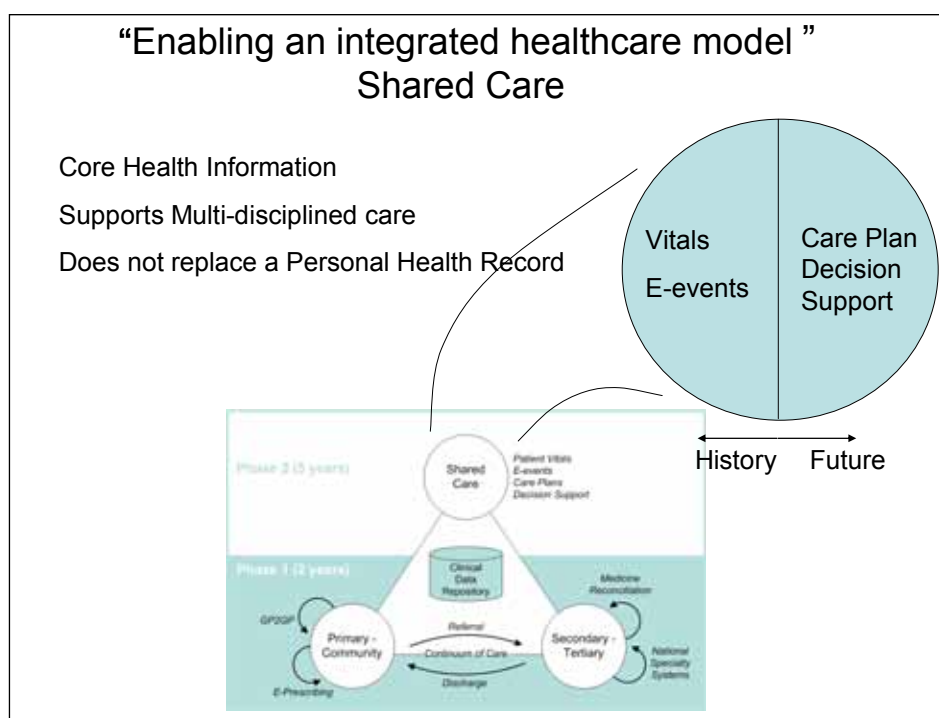 “Enabling an integrated healthcare model ”
Shared Care
Core Health Information
Supports Multi-disciplined care
Does not replace a Personal Health Record
Vitals
E-events
Care Plan
Decision
Support
History
Future
Phase 2 (5 years)
Shared
Care
Patient Vitals
E-events
Care Plans
Decision Support
Phase 1 (2 years)
Clinical
Data
Repository
Medicine
Reconciliation
GP2GP
Primary -
Community
Referral
Continuum of Care
Discharge
Secondary -
Tertiary
National
Specialty
Systems
E-Prescribing